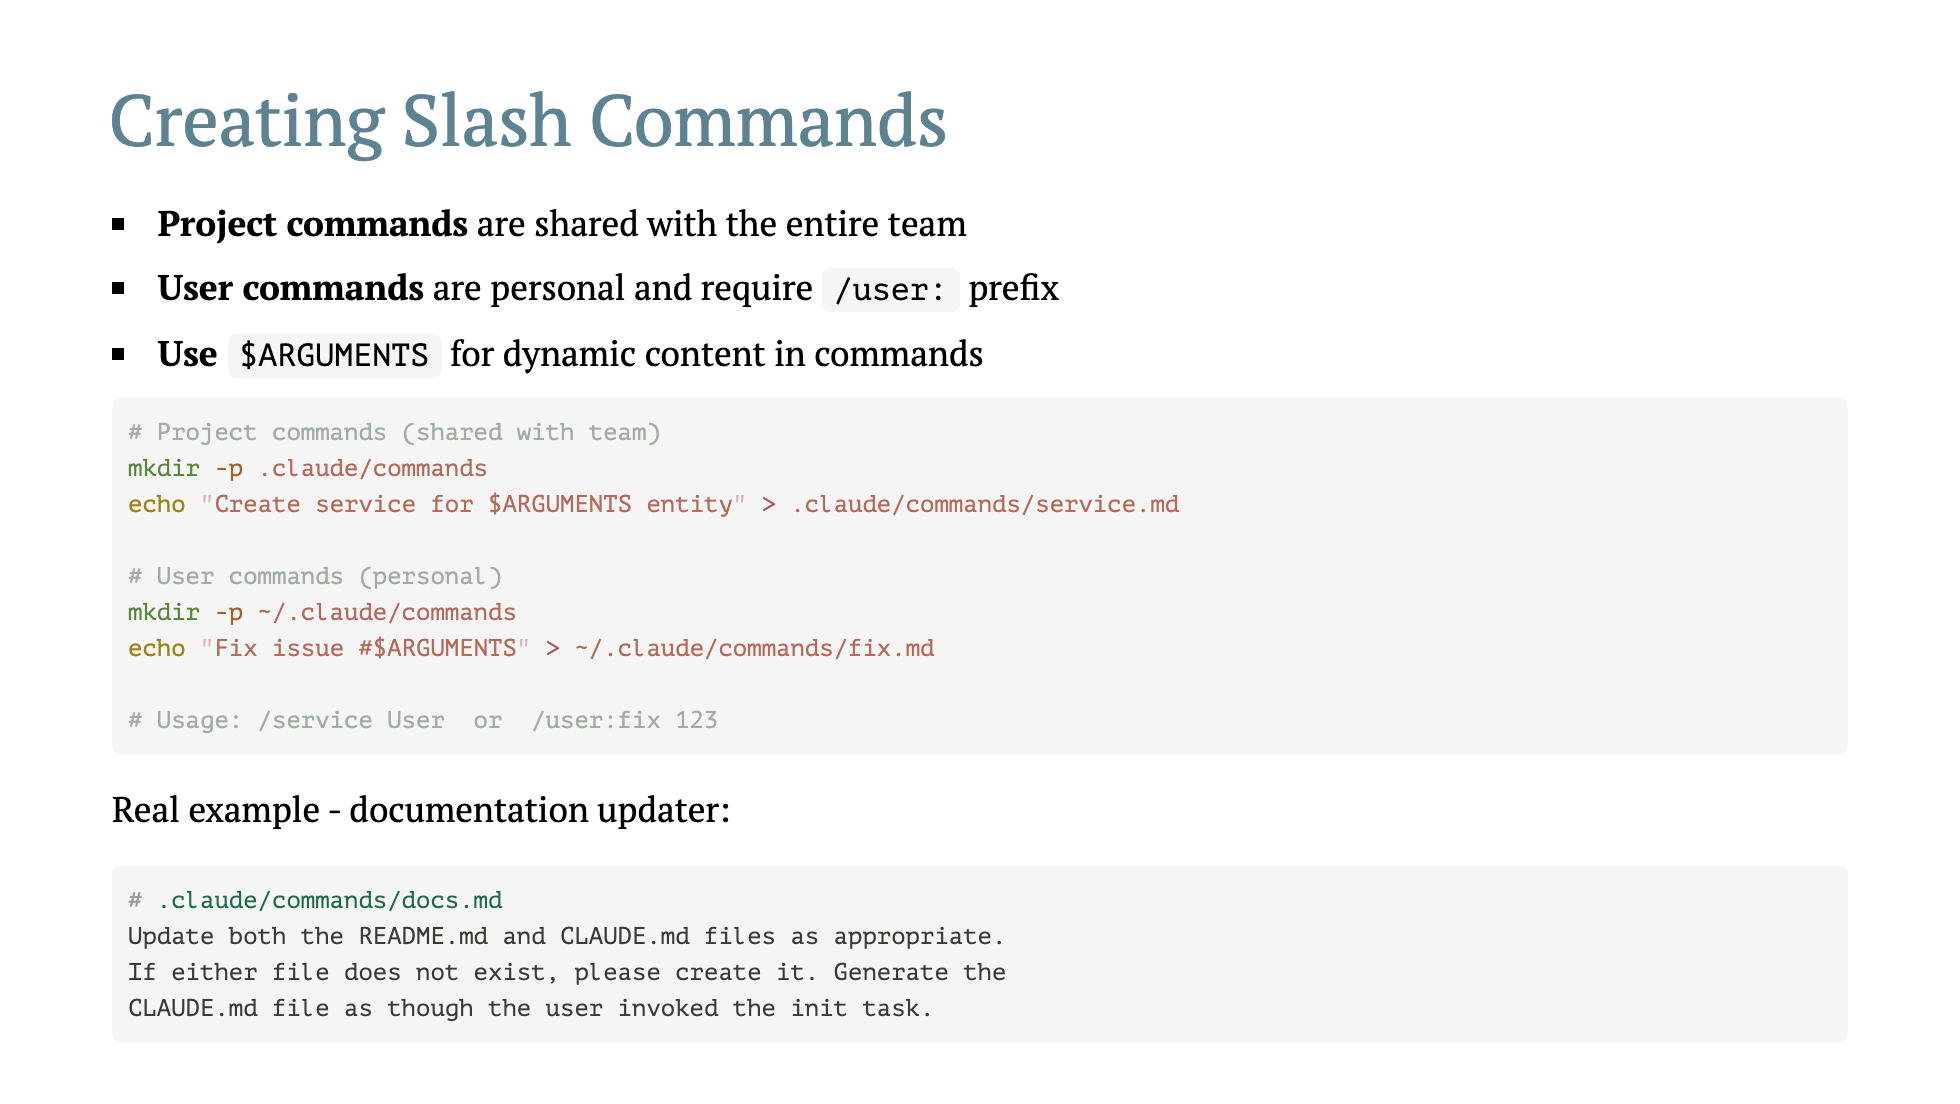 Creating Slash Commands
Project commands are shared with the entire team
User commands are personal and require /user: prefix
Use $ARGUMENTS for dynamic content in commands
# Project commands (shared with team)
mkdir -p .claude/commands
echo "Create service for $ARGUMENTS entity" > .claude/commands/service.md
# User commands (personal)
mkdir -p ~/.claude/commands
echo "Fix issue #$ARGUMENTS" > ~/.claude/commands/fix.md
# Usage: /service User  or  /user:fix 123
Real example - documentation updater:
# .claude/commands/docs.md
Update both the README.md and CLAUDE.md files as appropriate.
If either file does not exist, please create it. Generate the
CLAUDE.md file as though the user invoked the init task.